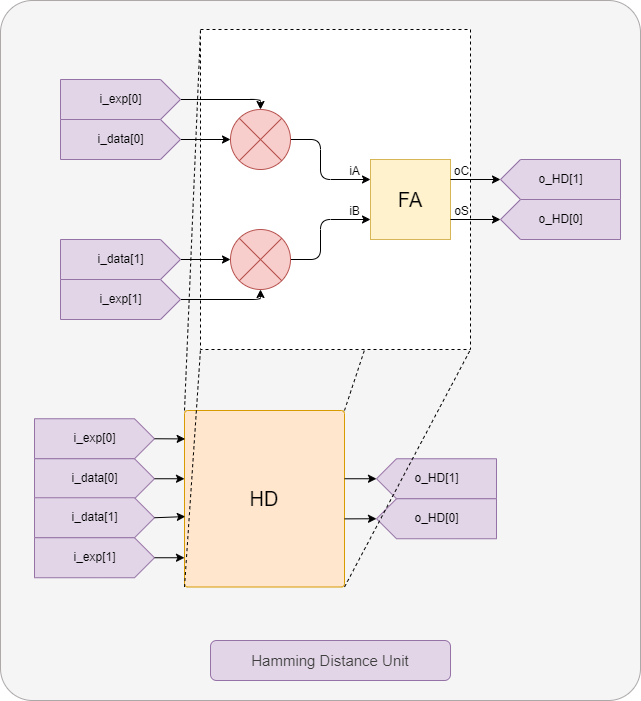 i_exp[0]
i_data[0]
iA
oC
o_HD[1]
FA
iB
oS
o_HD[0]
i_data[1]
i_exp[1]
i_exp[0]
i_data[0]
i_data[1]
i_exp[1]
HD
o_HD[1]
o_HD[0]
Hamming Distance Unit